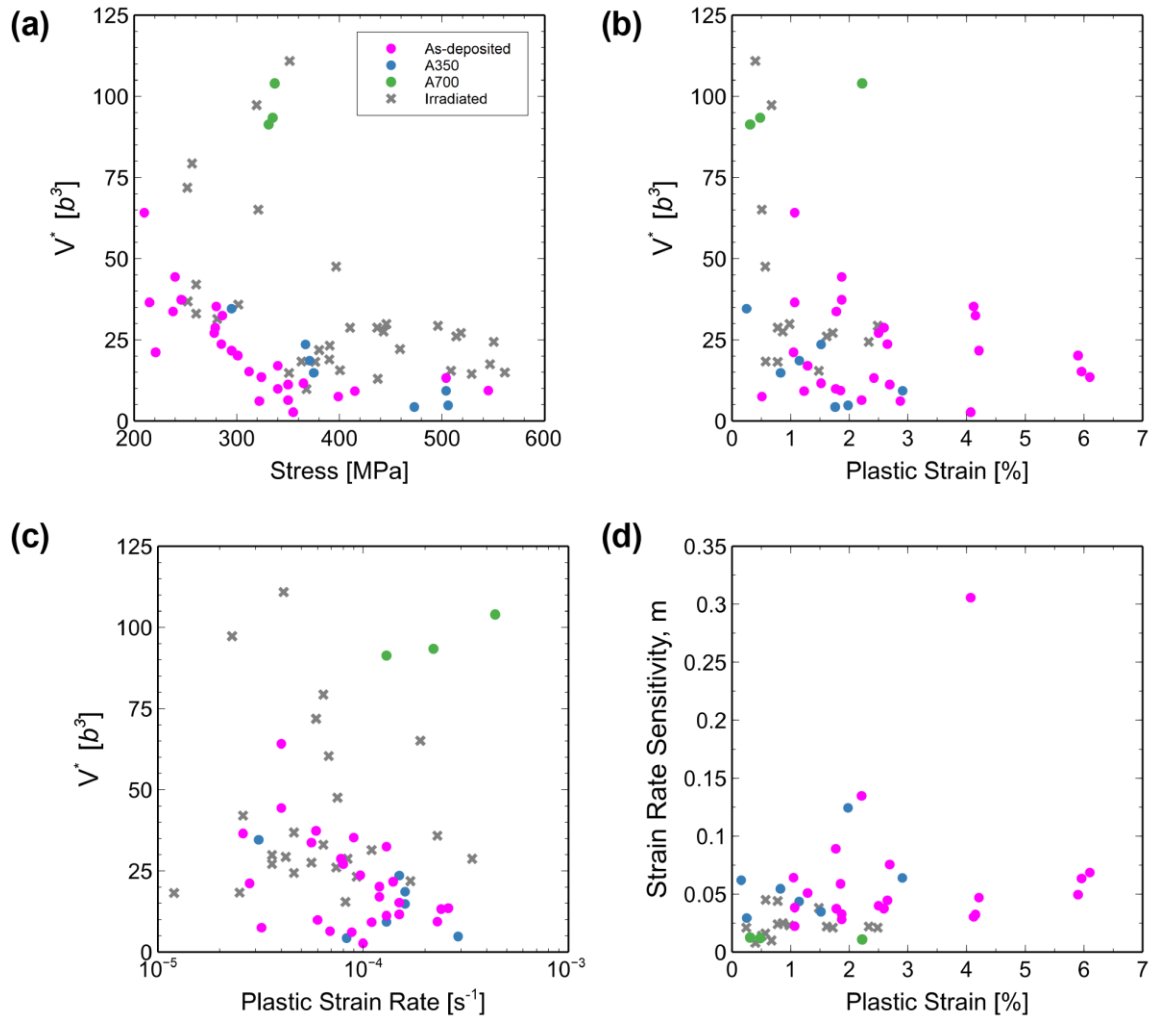 (a)
125
100
75
50
25
0
V* [b³]
As-deposited
A350
A700
Irradiated
200 300 400 500 600
Stress [MPa]
(b)
125
100
75
50
25
0
V* [b³]
0 1 2 3 4 5 6 7
Plastic Strain [%]
(c)
125
100
75
50
25
0
V* [b³]
10⁻⁵ 10⁻⁴ 10⁻³
Plastic Strain Rate [s⁻¹]
(d)
0.35
0.3
0.25
0.2
0.15
0.1
0.05
0
Strain Rate Sensitivity, m
0 1 2 3 4 5 6 7
Plastic Strain [%]